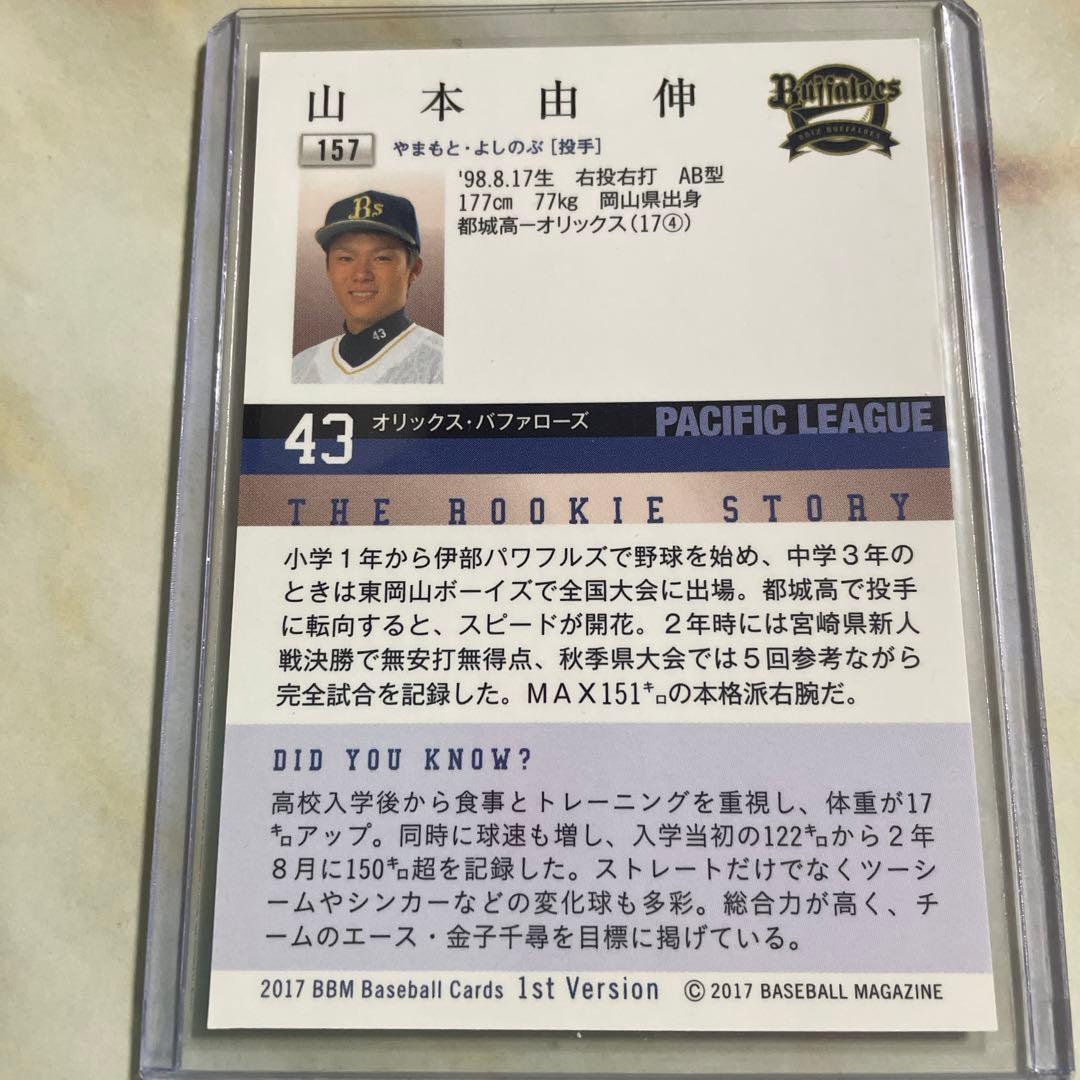 山本由伸
Buffaloes
ORIX BUFFALOES
157
やまもと・よしのぶ [投手]
'98.8.17生 右投右打 AB型
177cm 77kg 岡山県出身
都城高ーオリックス(17④)
Bs
43
43 オリックス・バファローズ PACIFIC LEAGUE
THE ROOKIE STORY
小学1年から伊部パワフルズで野球を始め、中学3年の
ときは東岡山ボーイズで全国大会に出場。都城高で投手
に転向すると、スピードが開花。2年時には宮崎県新人
戦決勝で無安打無得点、秋季県大会では5回参考ながら
完全試合を記録した。MAX151㌔の本格派右腕だ。
DID YOU KNOW?
高校入学後から食事とトレーニングを重視し、体重が17
㌔アップ。同時に球速も増し、入学当初の122㌔から2年
8月に150㌔超を記録した。ストレートだけでなくツーシ
ームやシンカーなどの変化球も多彩。総合力が高く、チ
ームのエース・金子千尋を目標に掲げている。
2017 BBM Baseball Cards 1st Version © 2017 BASEBALL MAGAZINE